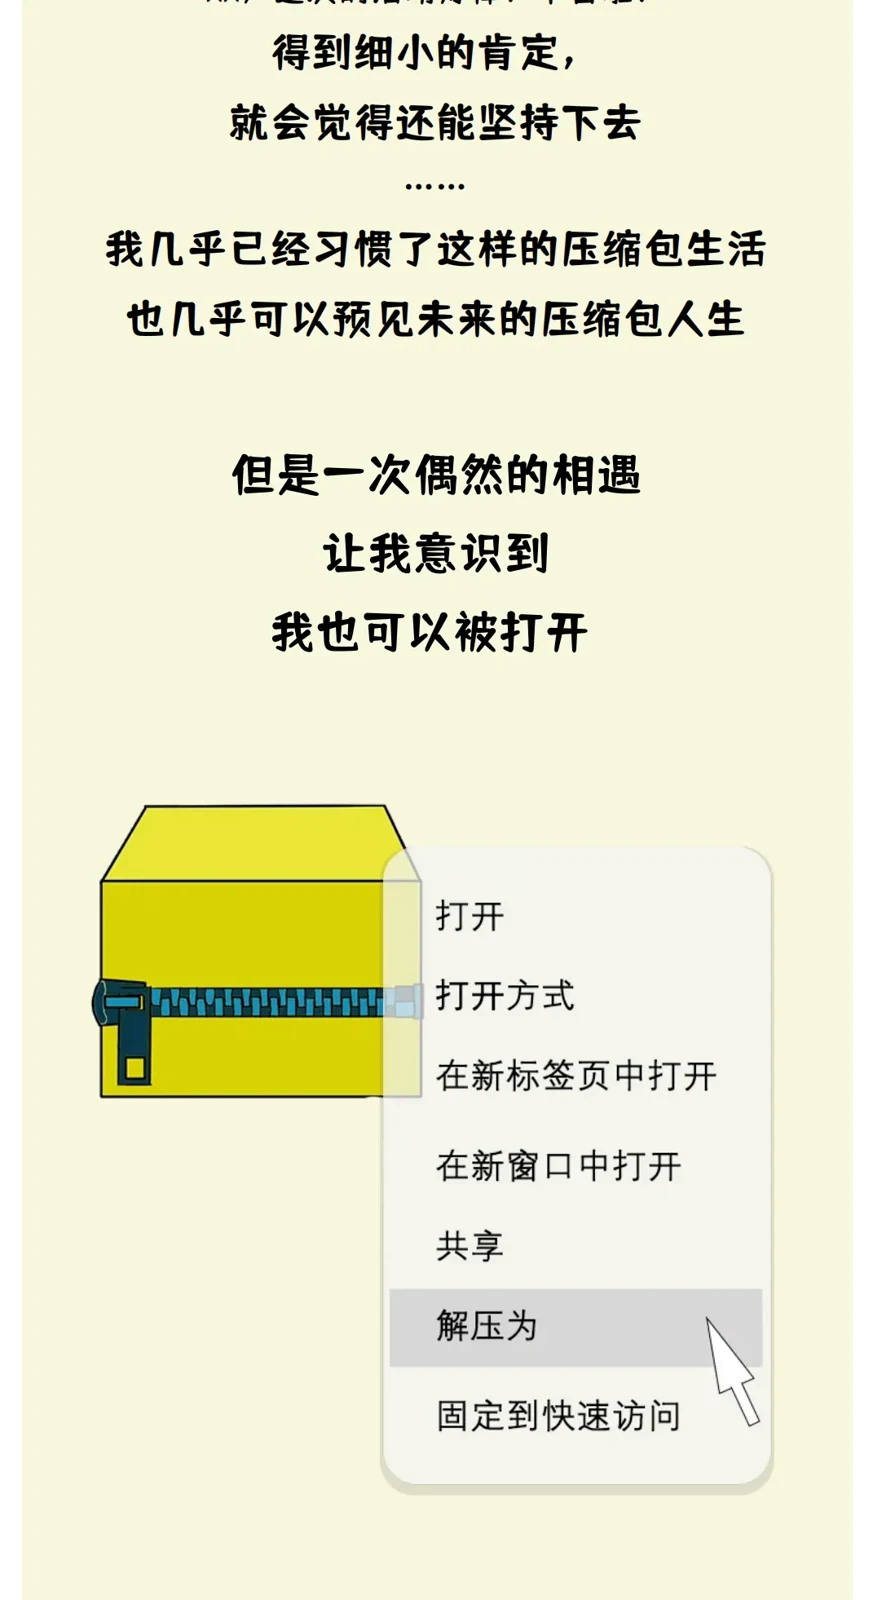 得到细小的肯定，
就会觉得还能坚持下去
……
我几乎已经习惯了这样的压缩包生活
也几乎可以预见未来的压缩包人生
但是一次偶然的相遇
让我意识到
我也可以被打开
打开
打开方式
在新标签页中打开
在新窗口中打开
共享
解压为
固定到快速访问